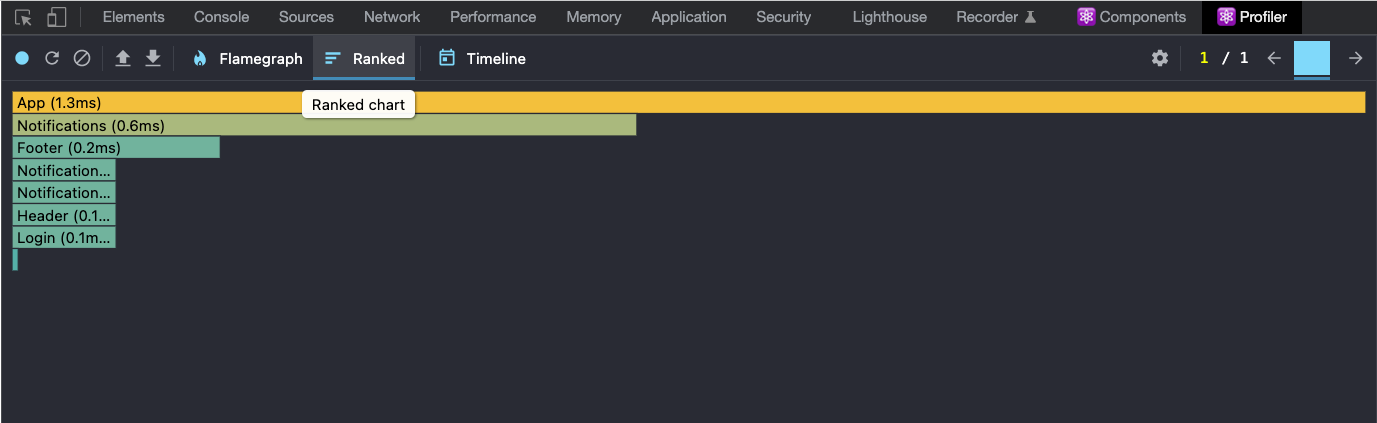 Elements Console Sources Network Performance Memory Application Security Lighthouse Recorder Components Profiler
Flamegraph Ranked Timeline 1 / 1
App (1.3ms)
Ranked chart
Notifications (0.6ms)
Footer (0.2ms)
Notification...
Notification...
Header (0.1...
Login (0.1m...